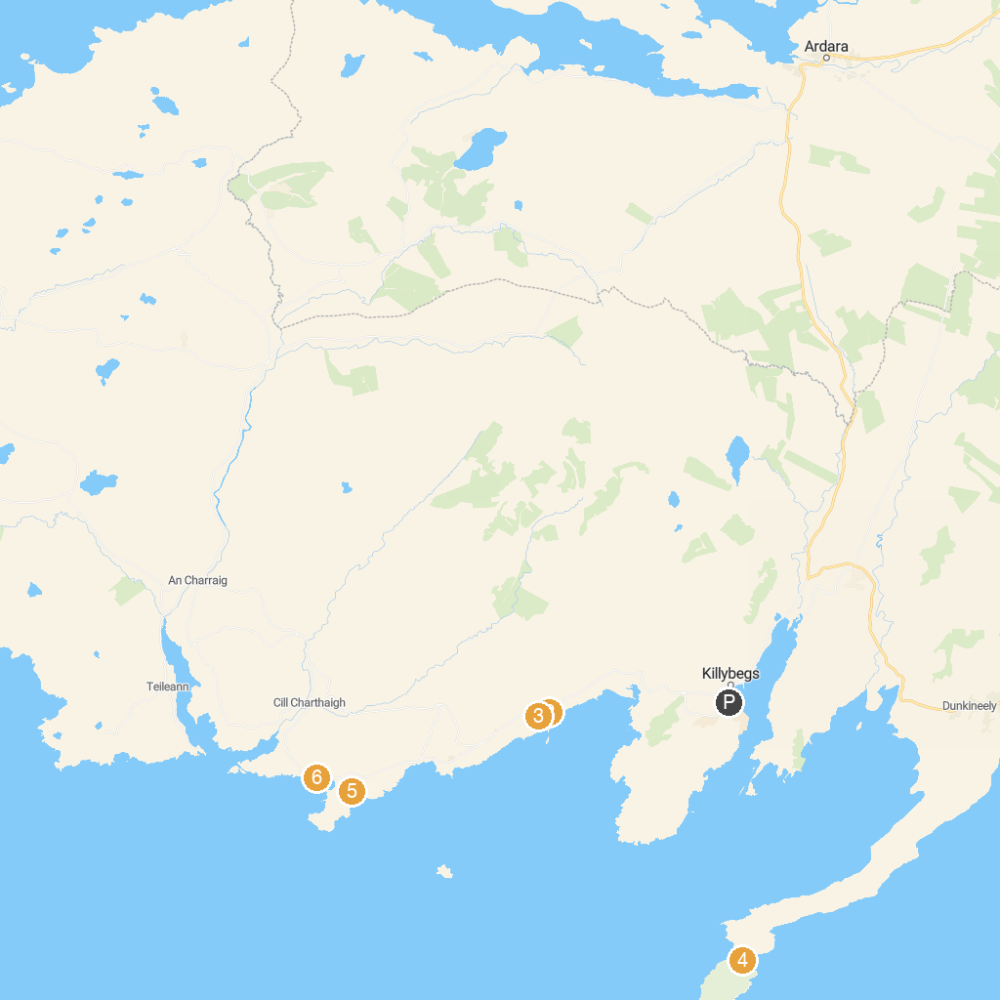 Ardara
An Charraig
Killybegs
Teileann
P
Cill Charthaigh
Dunkineely
3
6
5
4